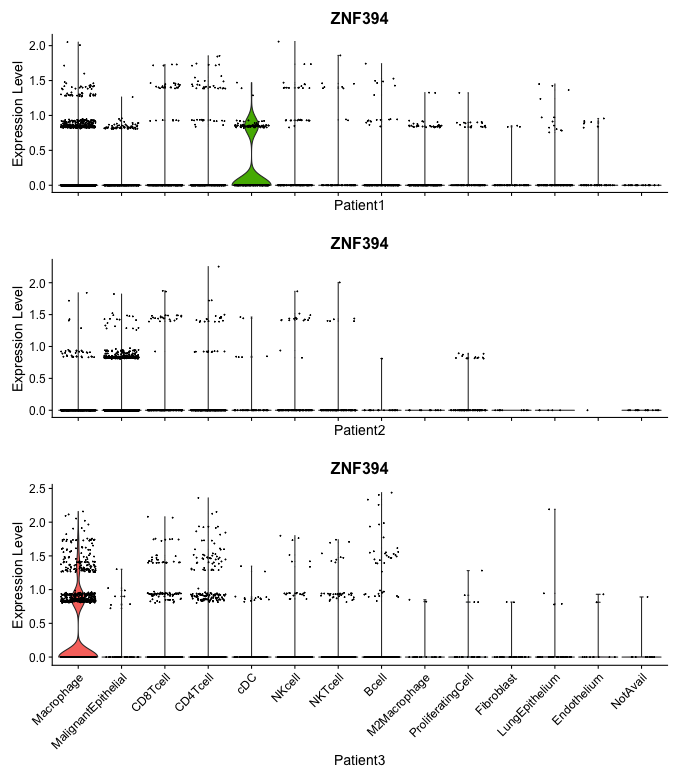 ZNF394
Expression Level
2.0
1.5
1.0
0.5
0.0
Patient1
ZNF394
Expression Level
2.0
1.5
1.0
0.5
0.0
Patient2
ZNF394
Expression Level
2.5
2.0
1.5
1.0
0.5
0.0
Macrophage
MalignantEpithelial
CD8Tcell
CD4Tcell
cDC
NKcell
NKTcell
Bcell
M2Macrophage
ProliferatingCell
Fibroblast
LungEpithelium
Endothelium
NotAvail
Patient3